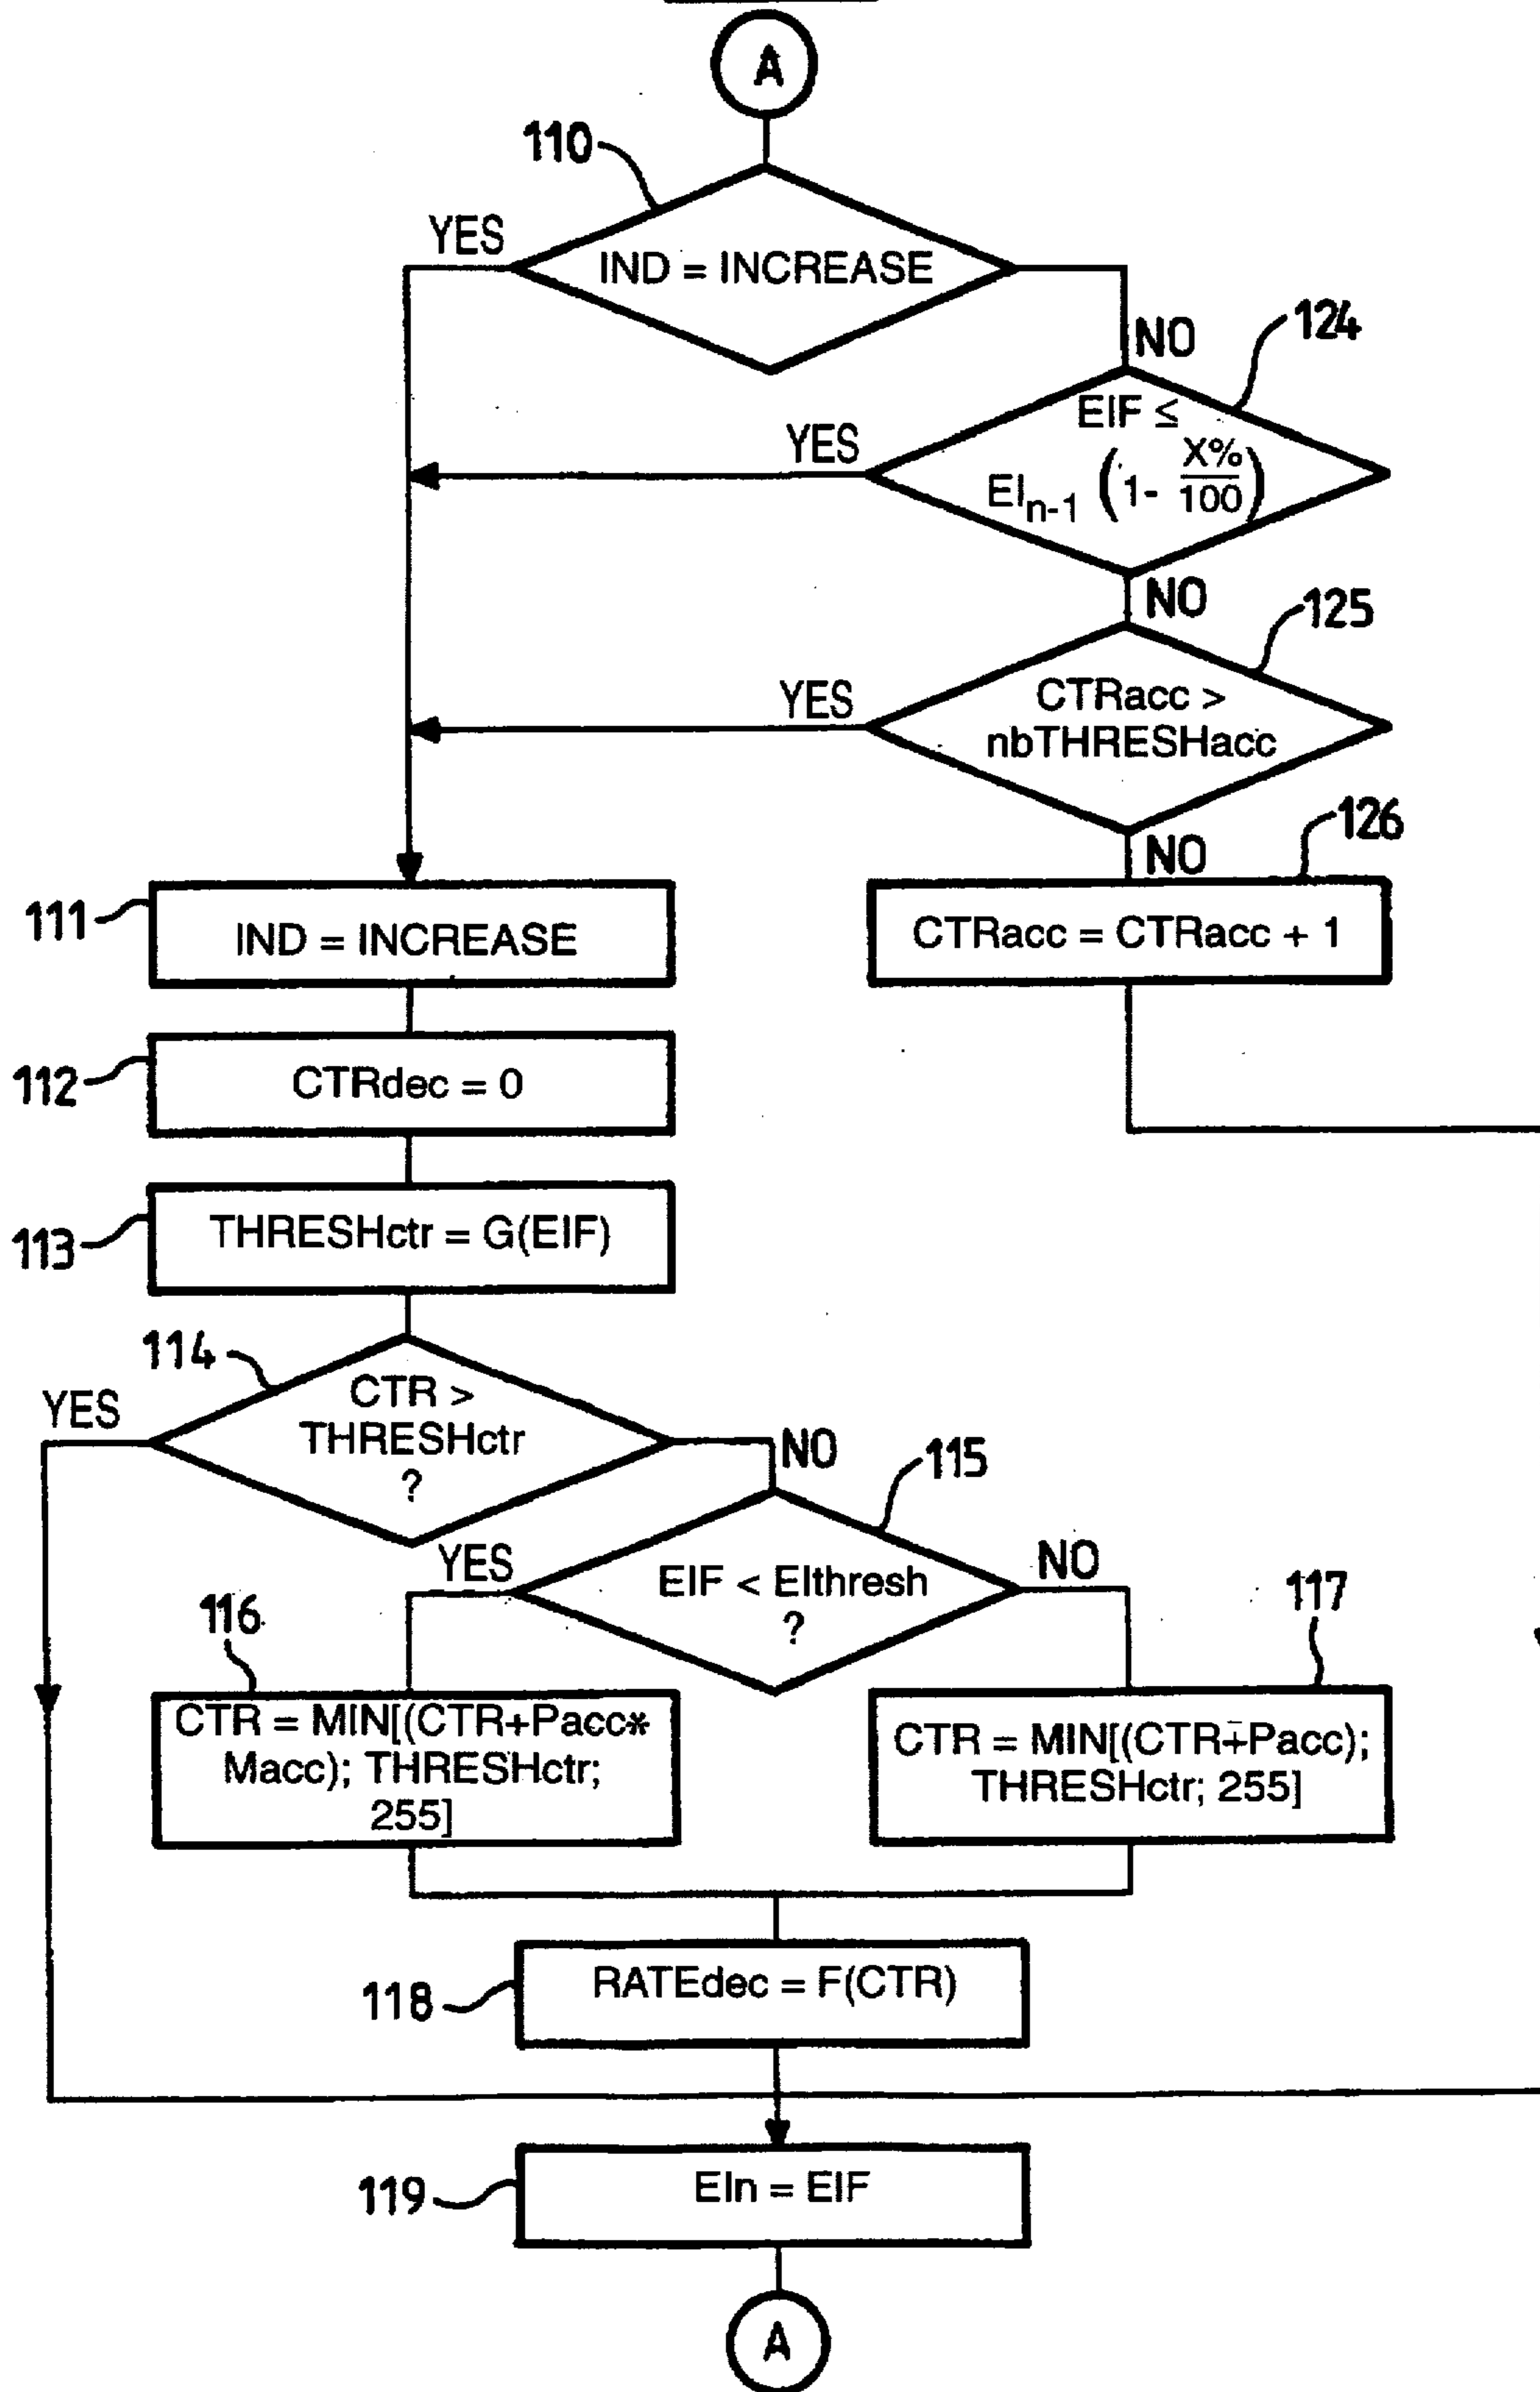 A
110
YES
IND = INCREASE
NO
124
EIF ≤
YES
X%
EIn-1 (1- 100)
NO
125
YES
CTRacc >
nbTHRESHacc
126
NO
111
IND = INCREASE
CTRacc = CTRacc + 1
112
CTRdec = 0
113
THRESHctr = G(EIF)
114
YES
CTR >
THRESHctr
?
NO
115
YES
EIF < EIthresh
?
NO
116
117
CTR = MIN[(CTR+Pacc*
Macc); THRESHctr;
255]
CTR = MIN[(CTR+Pacc);
THRESHctr; 255]
118
RATEdec = F(CTR)
119
EIn = EIF
A